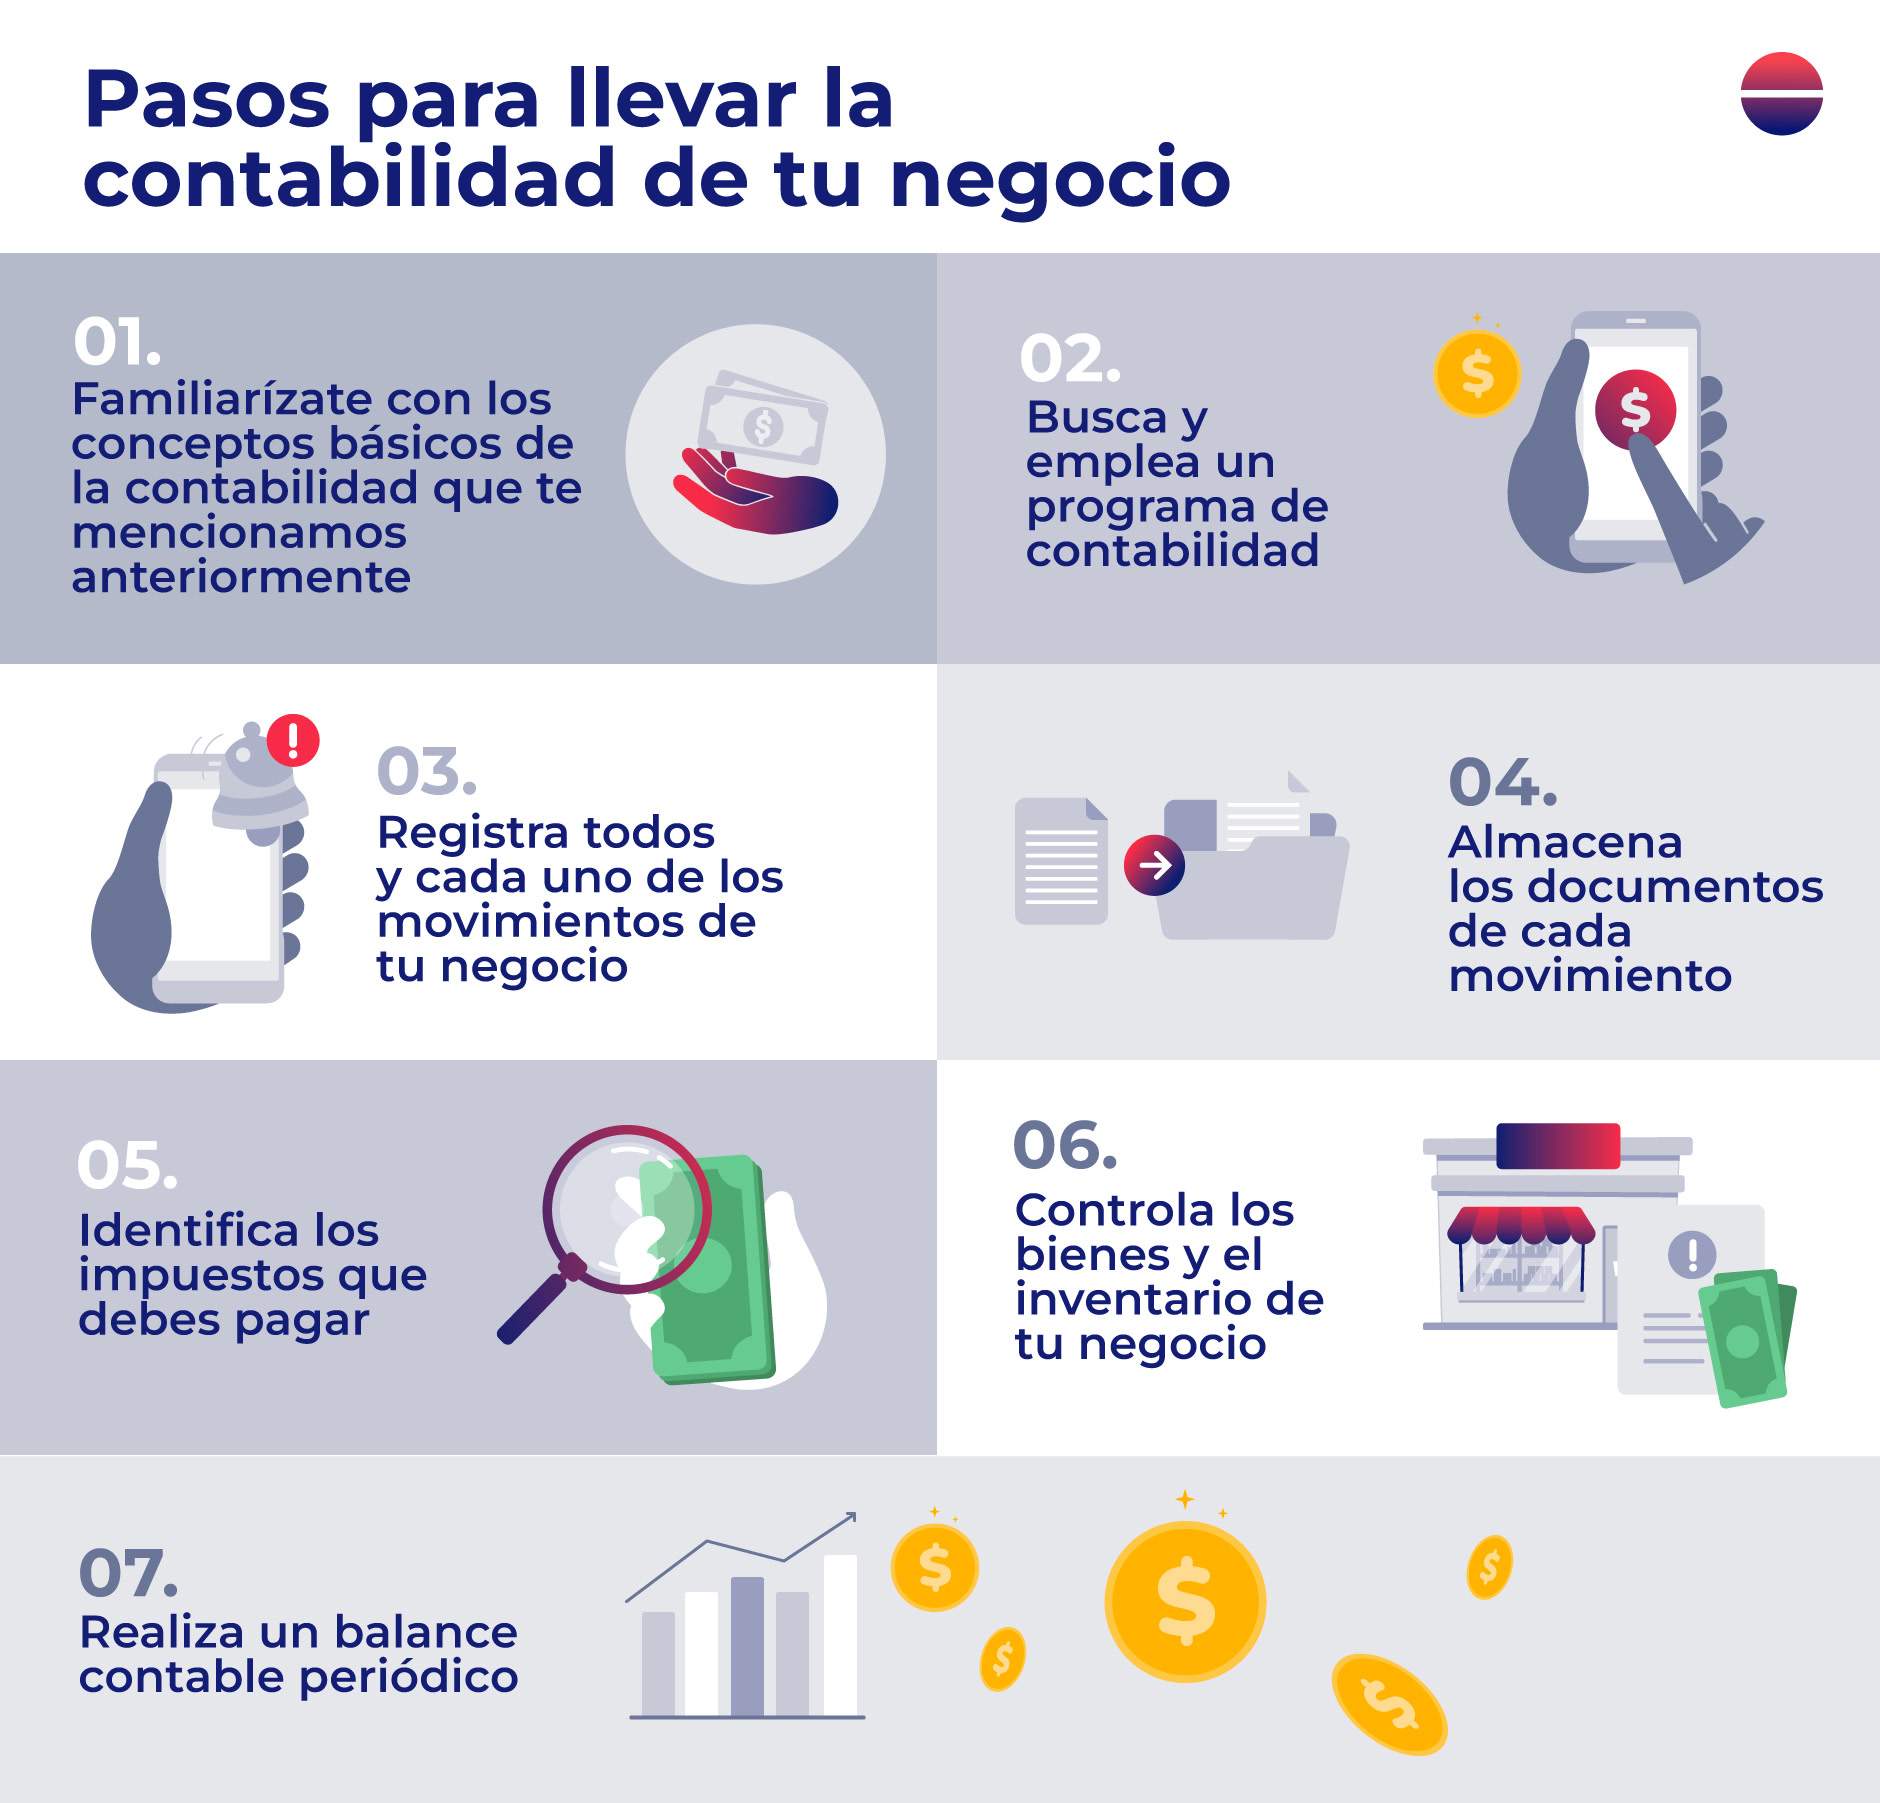 Pasos para llevar la
contabilidad de tu negocio
01.
Familiarízate con los
conceptos básicos de
la contabilidad que te
mencionamos
anteriormente
02.
Busca y
emplea un
programa de
contabilidad
03.
Registra todos
y cada uno de los
movimientos de
tu negocio
04.
Almacena
los documentos
de cada
movimiento
05.
Identifica los
impuestos que
debes pagar
06.
Controla los
bienes y el
inventario de
tu negocio
07.
Realiza un balance
contable periódico